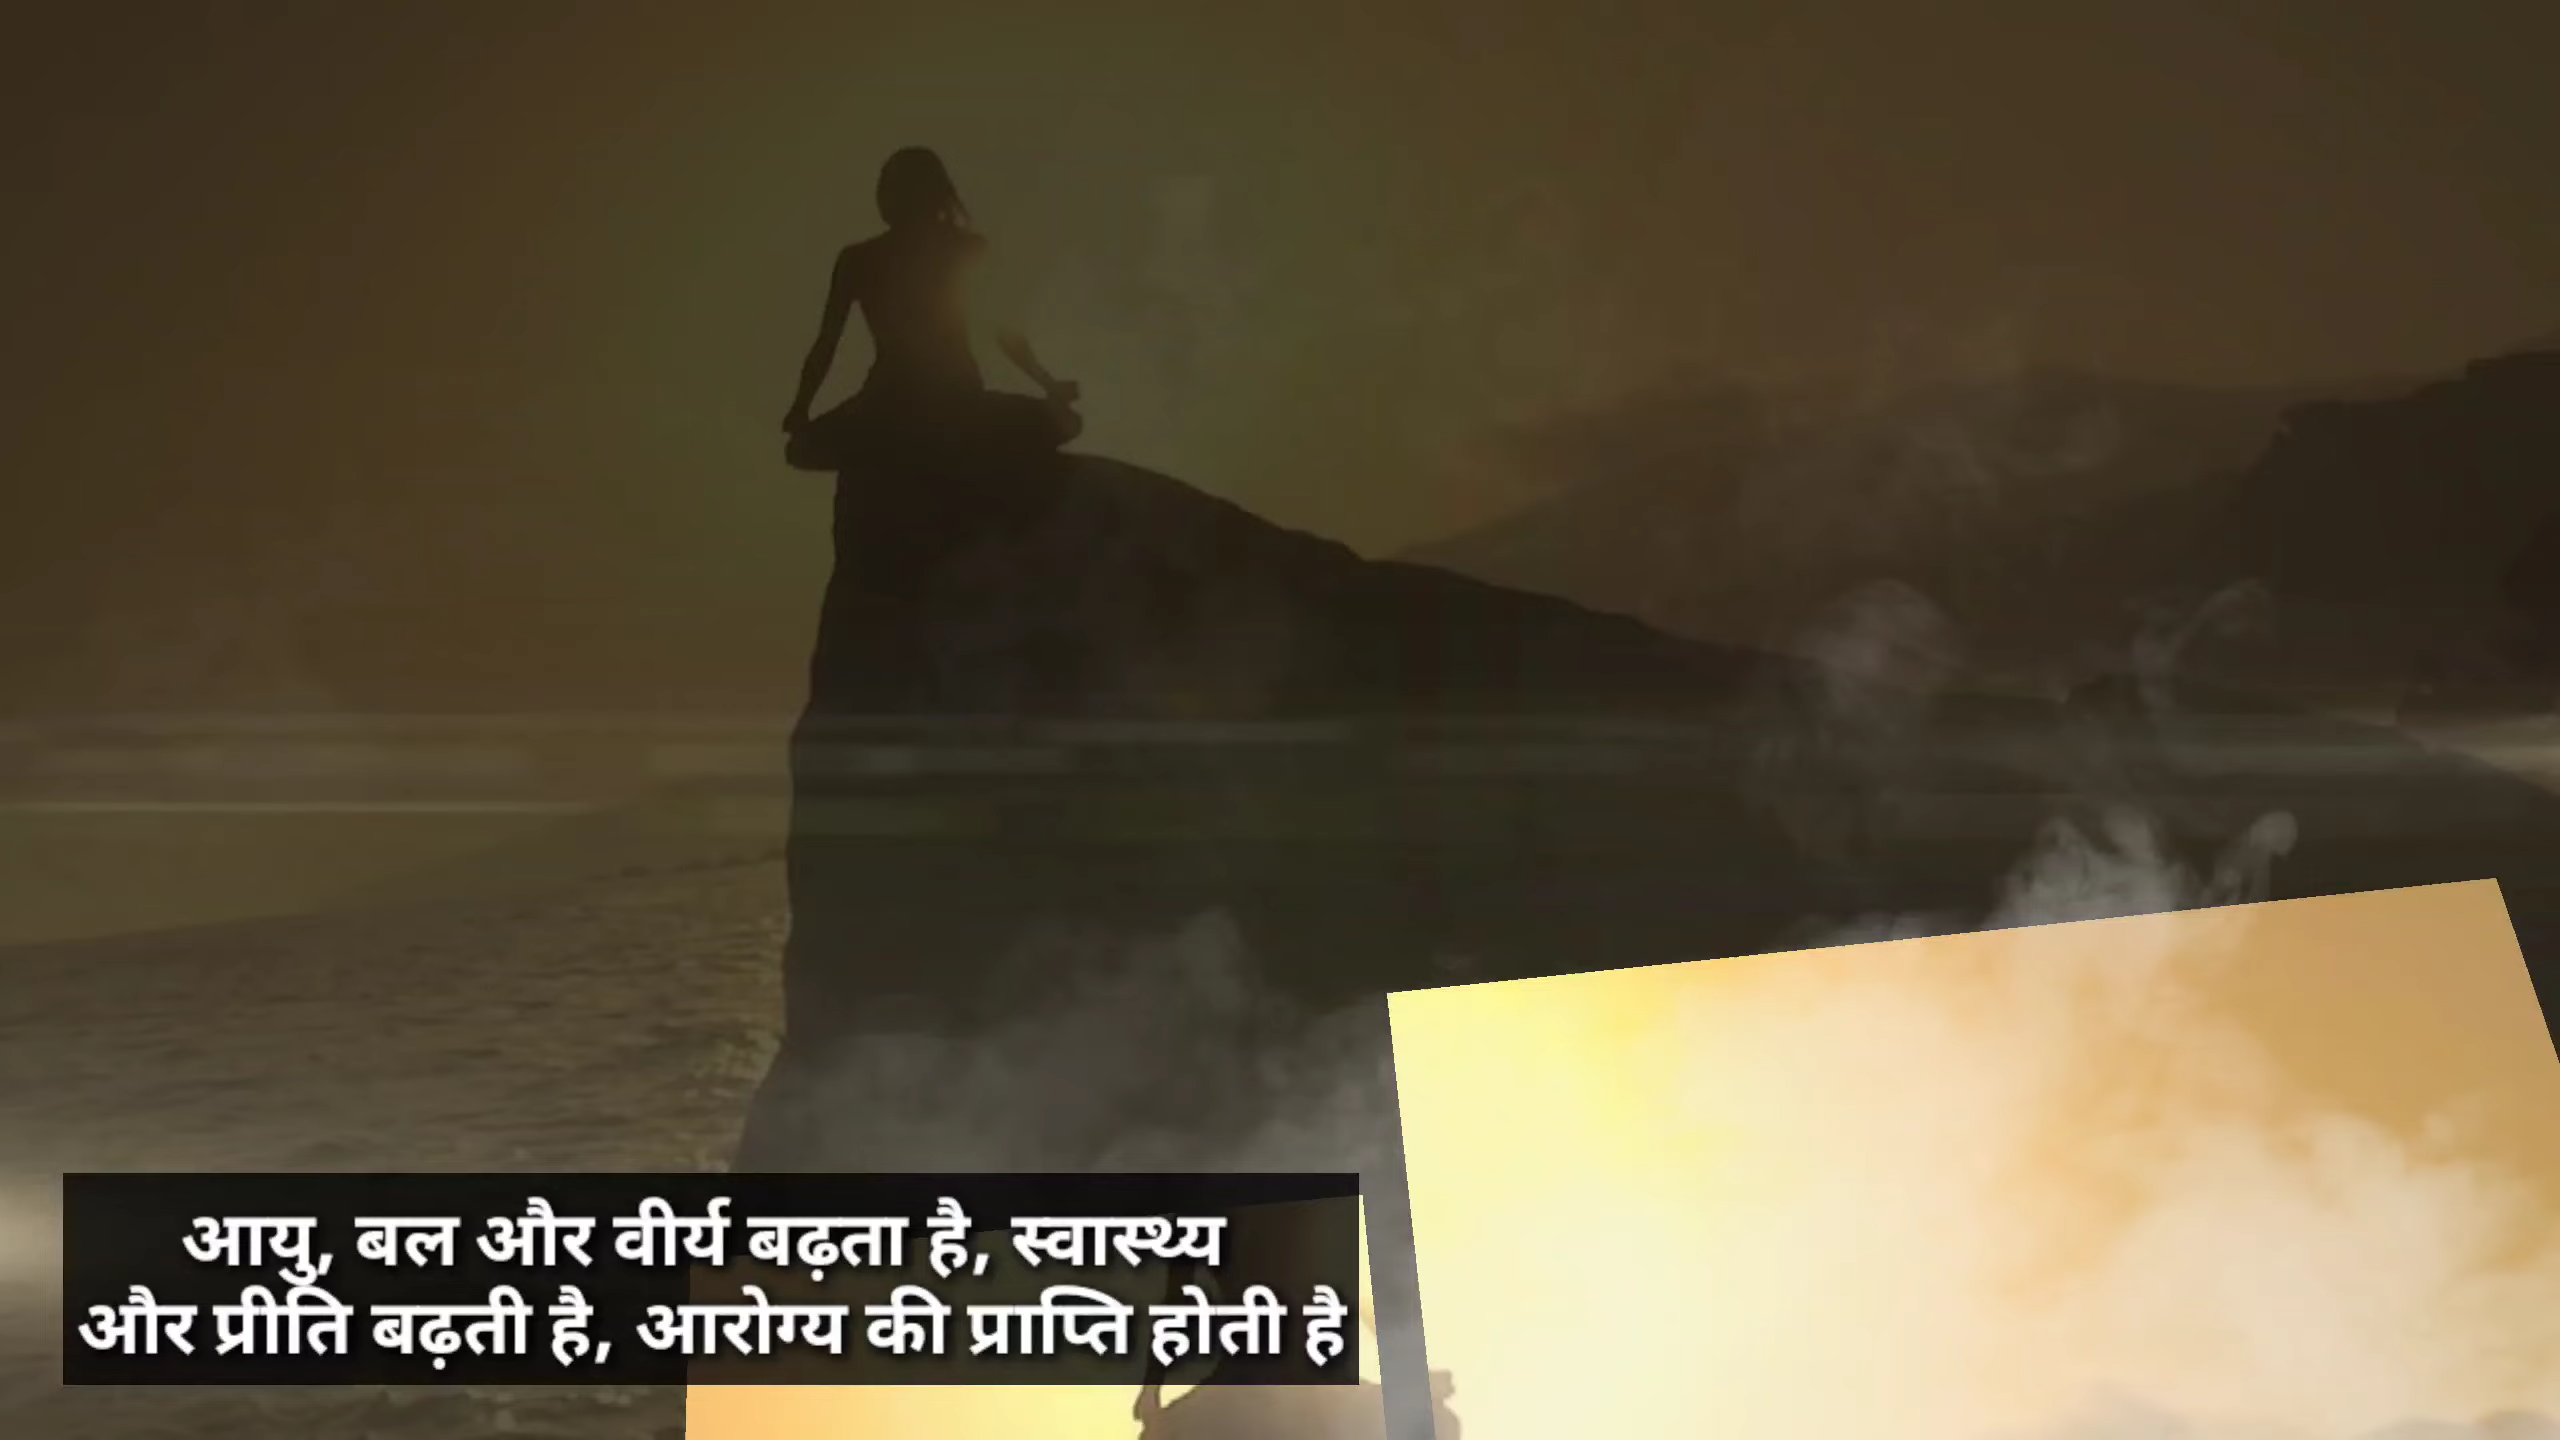 आयु, बल और वीर्य बढ़ता है, स्वास्थ्य
और प्रीति बढ़ती है, आरोग्य की प्राप्ति होती है